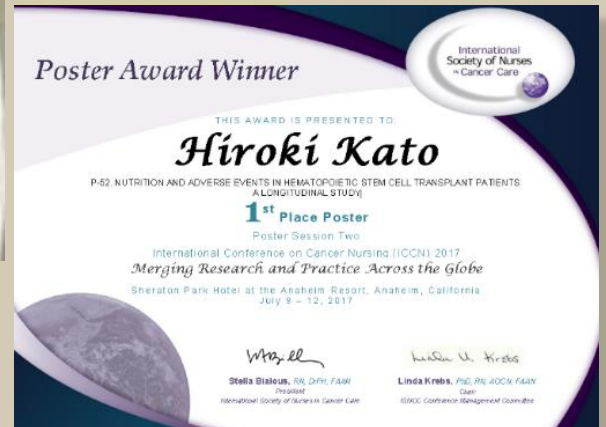 International
Society of Nurses
IN Cancer Care
Poster Award Winner
THIS AWARD IS PRESENTED TO:
Hiroki Kato
P-52. NUTRITION AND ADVERSE EVENTS IN HEMATOPOIETIC STEM CELL TRANSPLANT PATIENTS:
A LONGITUDINAL STUDY|
1st Place Poster
Poster Session Two
International Conference on Cancer Nursing (ICCN) 2017
Merging Research and Practice Across the Globe
Sheraton Park Hotel at the Anaheim Resort, Anaheim, California
July 9 – 12, 2017
Linda U. Krebs
Stella Bialous, RN, DrPH, FAAN
President
International Society of Nurses in Cancer Care
Linda Krebs, PhD, RN, AOCN, FAAN
Chair
ISNCC Conference Management Committee